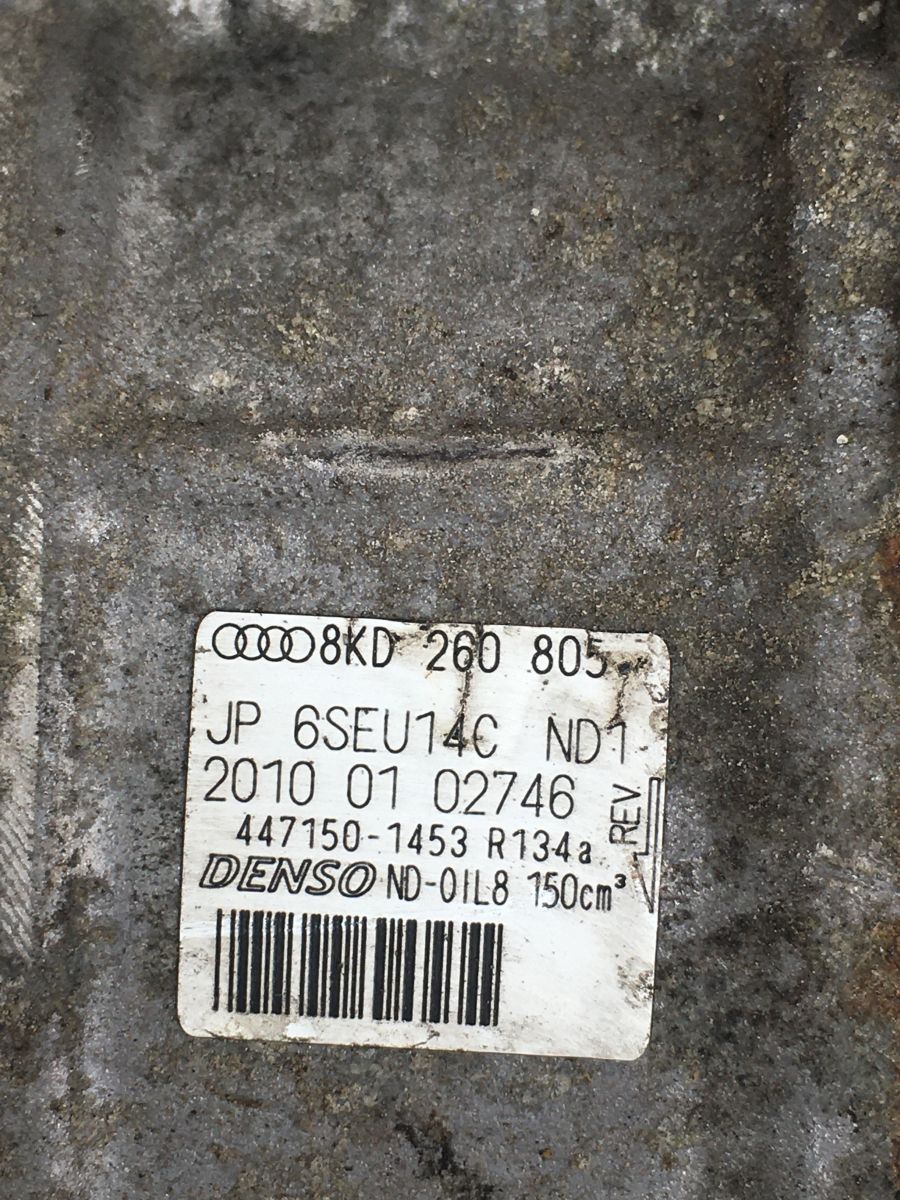 8KD 260 805
JP 6SEU14C ND1
2010 01 02746
447150-1453 R134a
DENSO ND-OIL8 150cm³
REV